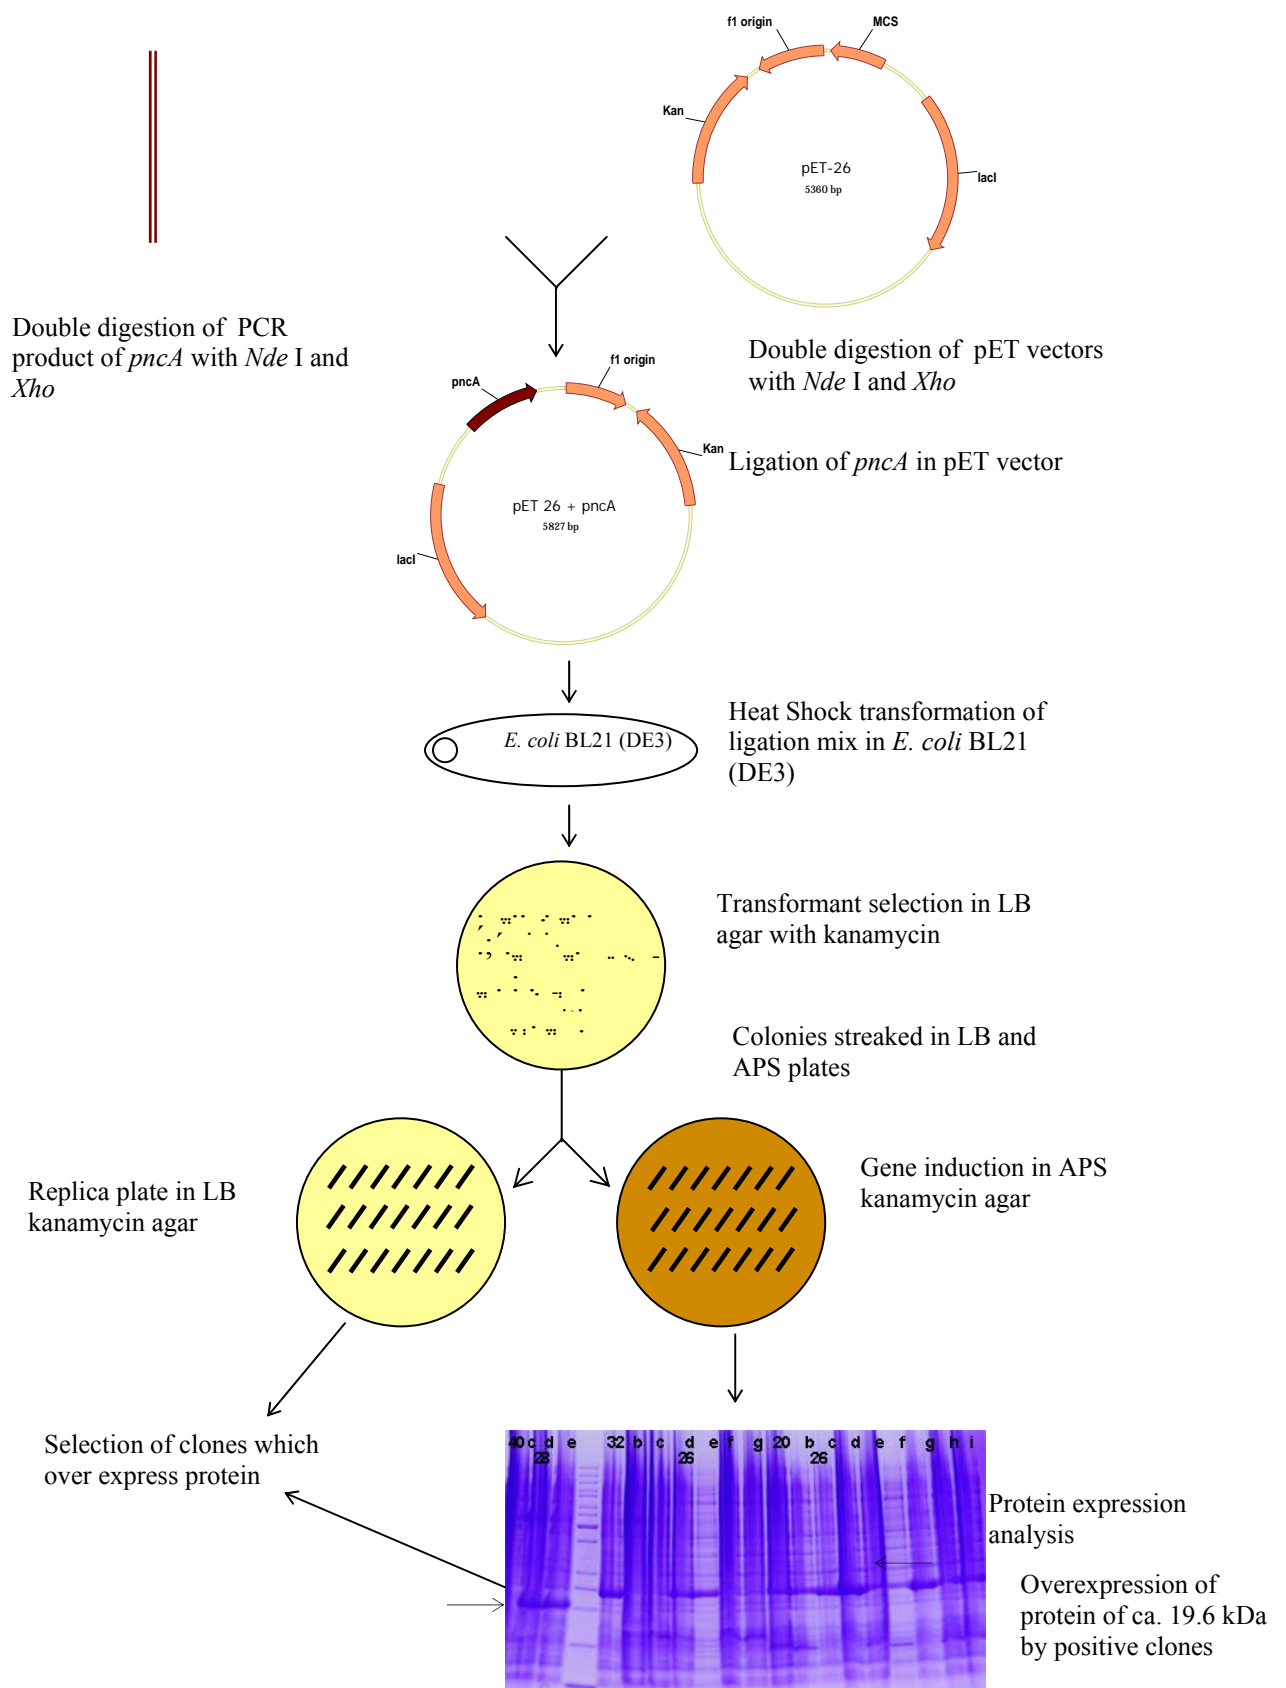 f1 origin
MCS
Kan
pET-26
5360 bp
lacI
Double digestion of PCR
product of pncA with Nde I and
Xho
Double digestion of pET vectors
with Nde I and Xho
f1 origin
pncA
Kan
Ligation of pncA in pET vector
pET 26 + pncA
5827 bp
lacI
E. coli BL21 (DE3)
Heat Shock transformation of
ligation mix in E. coli BL21
(DE3)
Transformant selection in LB
agar with kanamycin
Colonies streaked in LB and
APS plates
Replica plate in LB
kanamycin agar
Gene induction in APS
kanamycin agar
Selection of clones which
over express protein
40 c d e 32 b c d e f g 20 b c d e f g h i
28 26 26
Protein expression
analysis
Overexpression of
protein of ca. 19.6 kDa
by positive clones